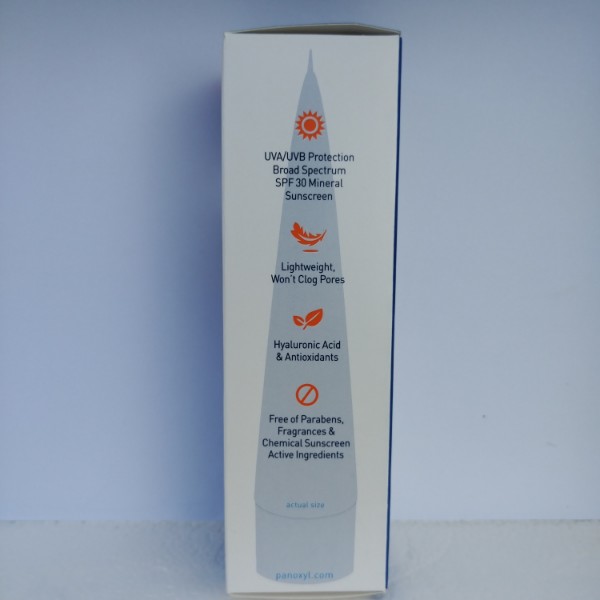 UVA/UVB Protection
Broad Spectrum
SPF 30 Mineral
Sunscreen
Lightweight,
Won't Clog Pores
Hyaluronic Acid
& Antioxidants
Free of Parabens,
Fragrances &
Chemical Sunscreen
Active Ingredients
actual size
panoxyl.com